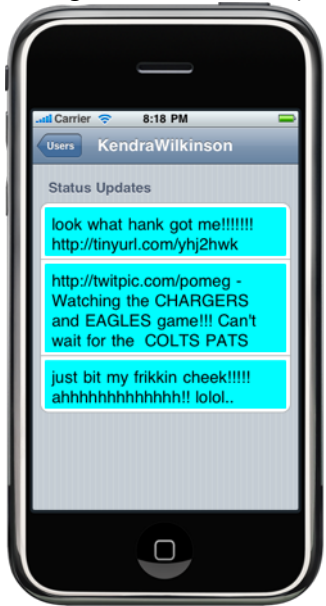 Carrier 8:18 PM
Users KendraWilkinson
Status Updates
look what hank got me!!!!!!!
http://tinyurl.com/yhj2hwk
http://twitpic.com/pomeg -
Watching the CHARGERS
and EAGLES game!!! Can't
wait for the  COLTS PATS
just bit my frikkin cheek!!!!!
ahhhhhhhhhhhhh!! lolol..